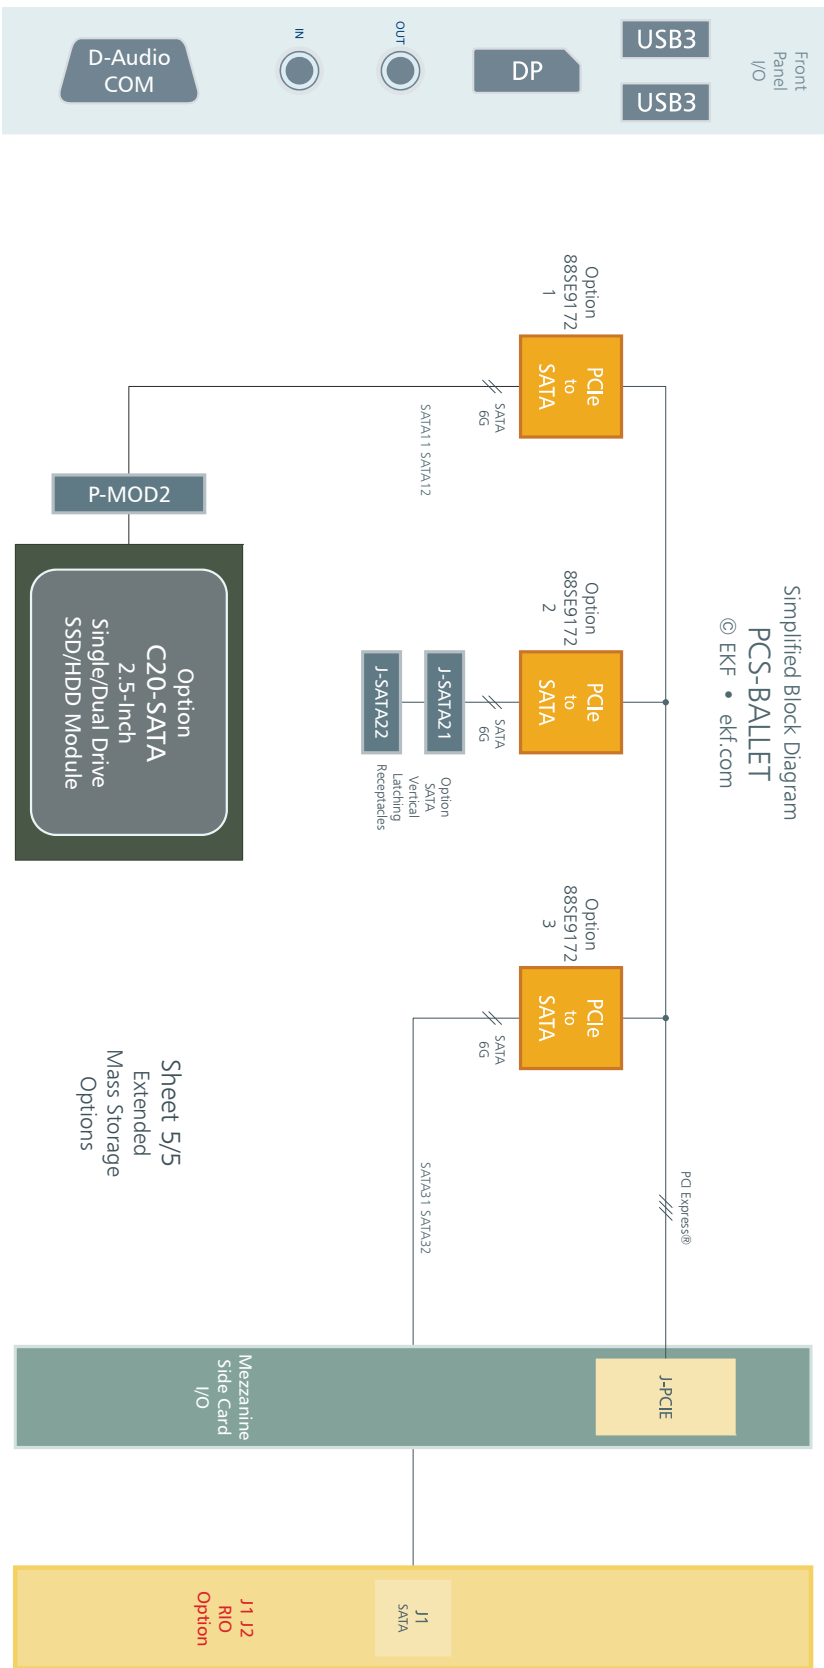 D-Audio
COM
IN
OUT
DP
USB3
USB3
Front
Panel
I/O
Option
88SE9172
1
PCIe
to
SATA
SATA
6G
SATA11 SATA12
P-MOD2
Option
C20-SATA
2.5-Inch
Single/Dual Drive
SSD/HDD Module
Option
88SE9172
2
PCIe
to
SATA
SATA
6G
J-SATA21
J-SATA22
Option
SATA
Vertical
Latching
Receptacles
Simplified Block Diagram
PCS-BALLET
© EKF • ekf.com
Option
88SE9172
3
PCIe
to
SATA
SATA
6G
SATA31 SATA32
PCI Express®
Sheet 5/5
Extended
Mass Storage
Options
Mezzanine
Side Card
I/O
J-PCIE
J1 J2
RIO
Option
J1
SATA